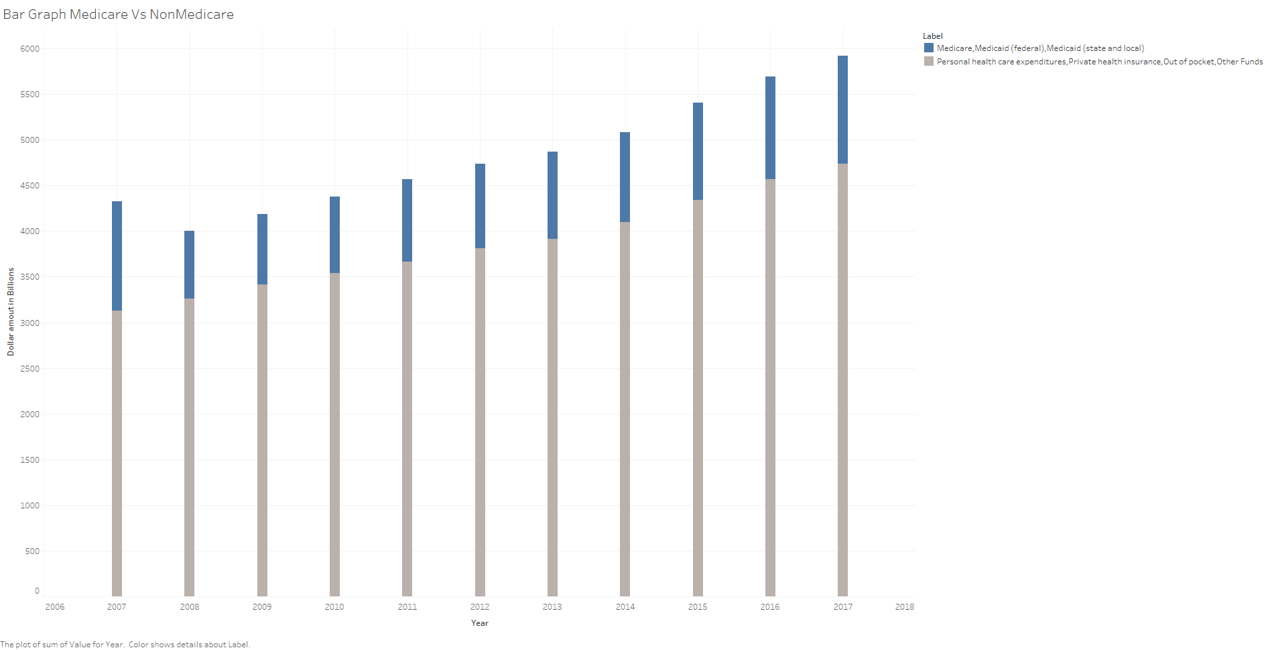 Bar Graph Medicare Vs NonMedicare
Label
Medicare,Medicaid (federal),Medicaid (state and local)
Personal health care expenditures,Private health insurance,Out of pocket,Other Funds
6000
5500
5000
4500
4000
3500
3000
2500
2000
1500
1000
500
0
Dollar amout in Billions
2006 2007 2008 2009 2010 2011 2012 2013 2014 2015 2016 2017 2018
Year
The plot of sum of Value for Year. Color shows details about Label.